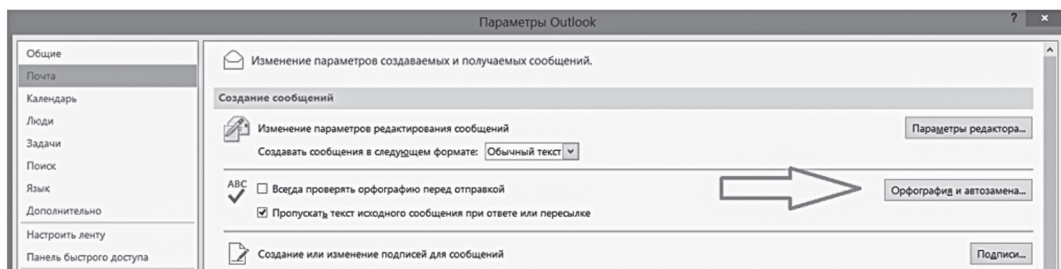 Параметры Outlook ? ×
Общие
Почта
Календарь
Люди
Задачи
Поиск
Язык
Дополнительно
Настроить ленту
Панель быстрого доступа
Изменение параметров создаваемых и получаемых сообщений.
Создание сообщений
Изменение параметров редактирования сообщений
Параметры редактора...
Создавать сообщения в следующем формате: Обычный текст
ABC
Всегда проверять орфографию перед отправкой
Орфография и автозамена...
Пропускать текст исходного сообщения при ответе или пересылке
Создание или изменение подписей для сообщений
Подписи...